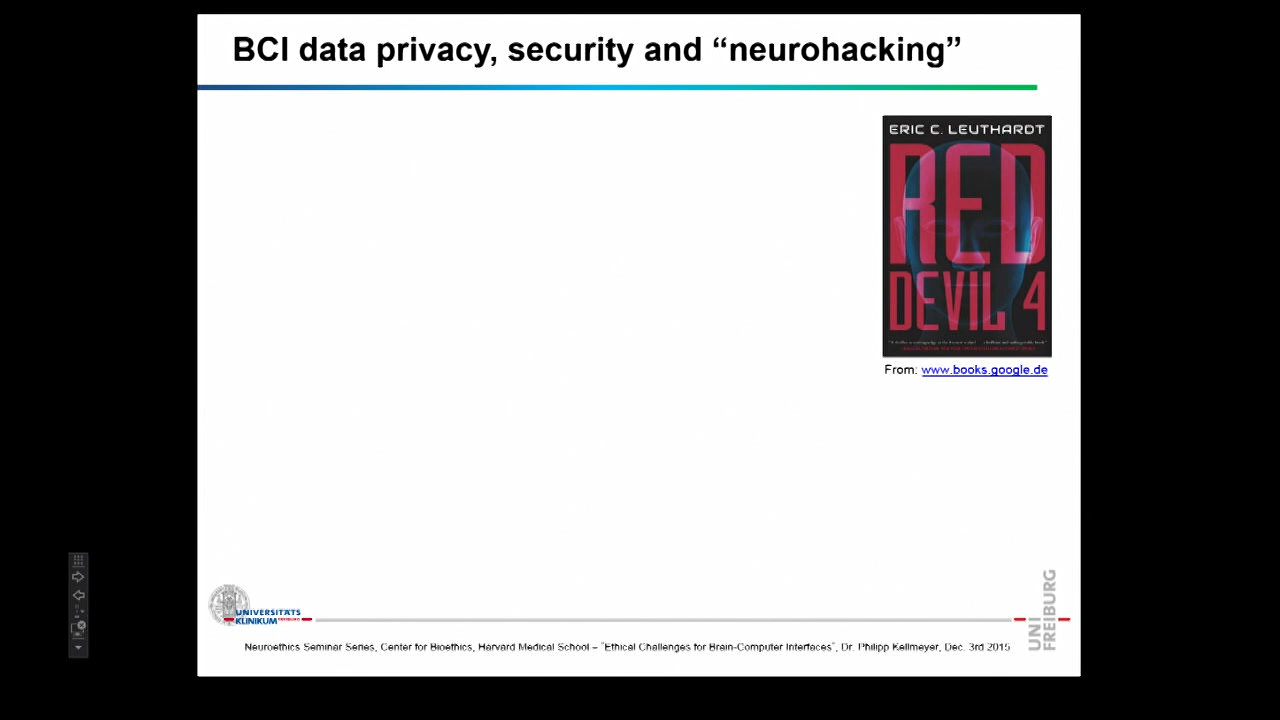 BCI data privacy, security and “neurohacking”
ERIC C. LEUTHARDT
RED
DEVIL 4
From: www.books.google.de
UNIVERSITÄTS
KLINIKUM FREIBURG
UNI
FREIBURG
Neuroethics Seminal Series, Center for Bioethics, Harvard Medical School – “Ethical Challenges for Brain-Computer Interfaces”, Dr. Philipp Kellmeyer, Dec. 3rd 2015